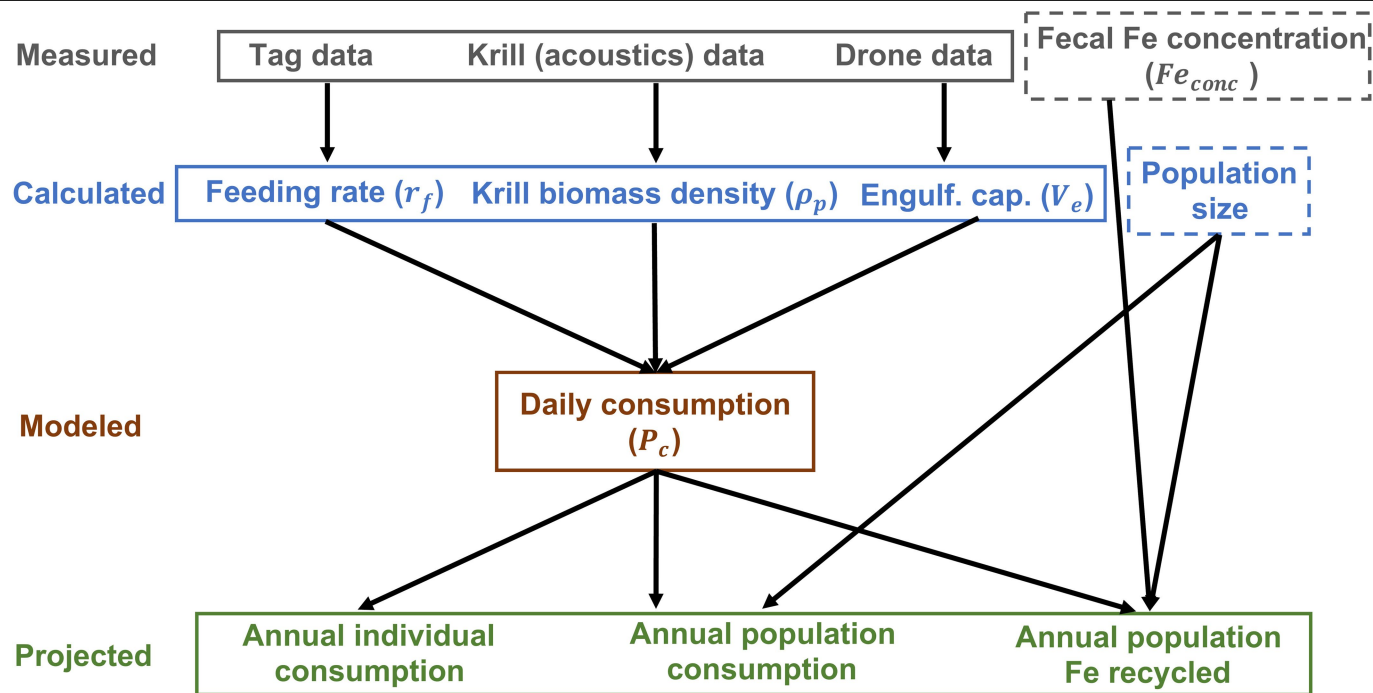 Measured
Tag data
Krill (acoustics) data
Drone data
Fecal Fe concentration
(Fe_conc )
Calculated
Feeding rate (r_f)
Krill biomass density (ρ_p)
Engulf. cap. (V_e)
Population
size
Modeled
Daily consumption
(P_c)
Projected
Annual individual
consumption
Annual population
consumption
Annual population
Fe recycled